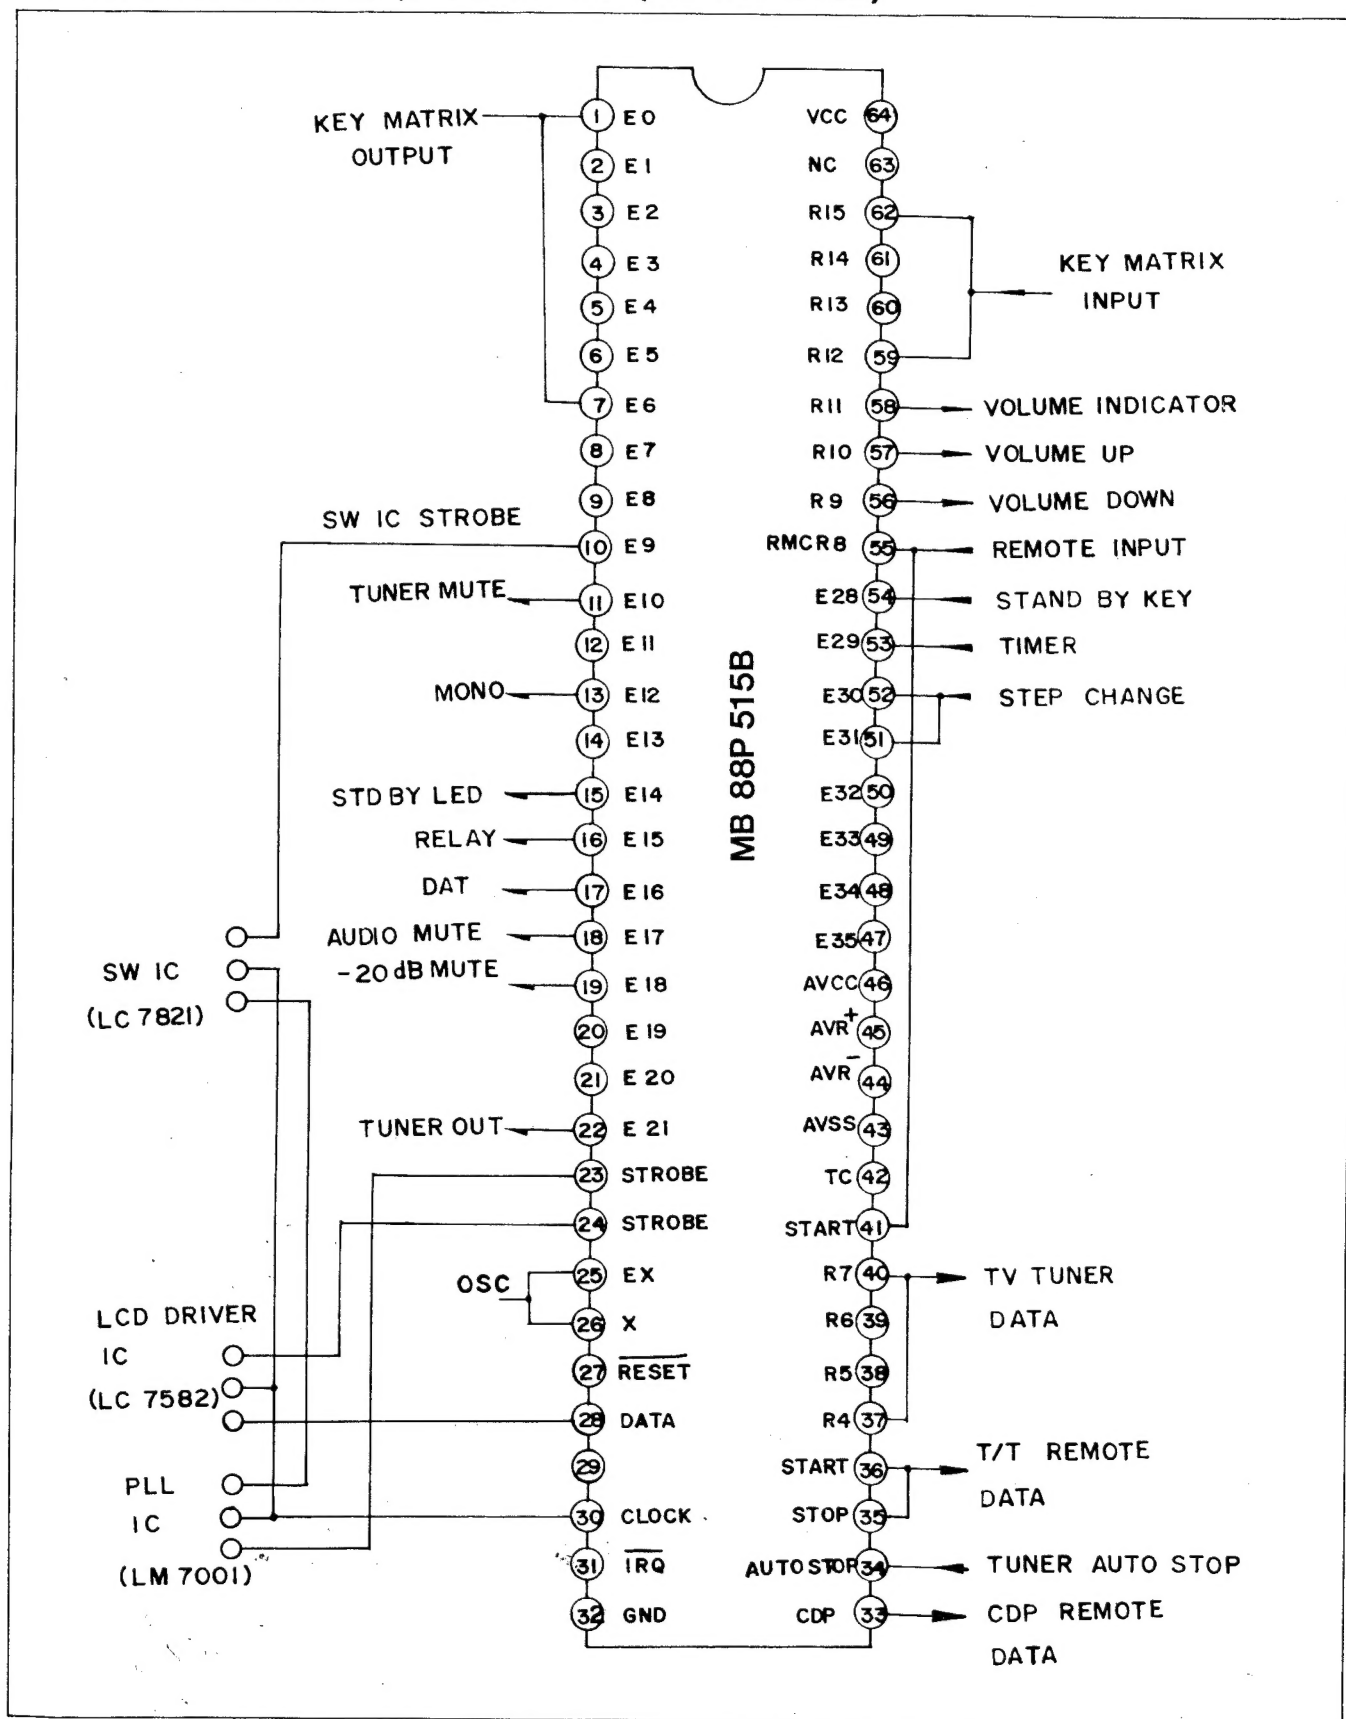 KEY MATRIX
OUTPUT
1 E0
2 E1
3 E2
4 E3
5 E4
6 E5
7 E6
8 E7
9 E8
SW IC STROBE
10 E9
TUNER MUTE
11 E10
12 E11
MONO
13 E12
14 E13
STD BY LED
15 E14
RELAY
16 E15
DAT
17 E16
AUDIO MUTE
18 E17
-20 dB MUTE
19 E18
20 E19
21 E20
TUNER OUT
22 E21
23 STROBE
24 STROBE
OSC
25 EX
26 X
27 RESET
28 DATA
29
30 CLOCK
31 IRQ
32 GND
SW IC
(LC 7821)
LCD DRIVER
IC
(LC 7582)
PLL
IC
(LM 7001)
MB 88P 515B
VCC 64
NC 63
R15 62
R14 61
R13 60
R12 59
KEY MATRIX
INPUT
R11 58 VOLUME INDICATOR
R10 57 VOLUME UP
R9 56 VOLUME DOWN
RMCR8 55 REMOTE INPUT
E28 54 STAND BY KEY
E29 53 TIMER
E30 52 STEP CHANGE
E31 51
E32 50
E33 49
E34 48
E35 47
AVCC 46
AVR+ 45
AVR- 44
AVSS 43
TC 42
START 41
R7 40 TV TUNER
DATA
R6 39
R5 38
R4 37
START 36 T/T REMOTE
DATA
STOP 35
AUTO STOP 34 TUNER AUTO STOP
CDP 33 CDP REMOTE
DATA